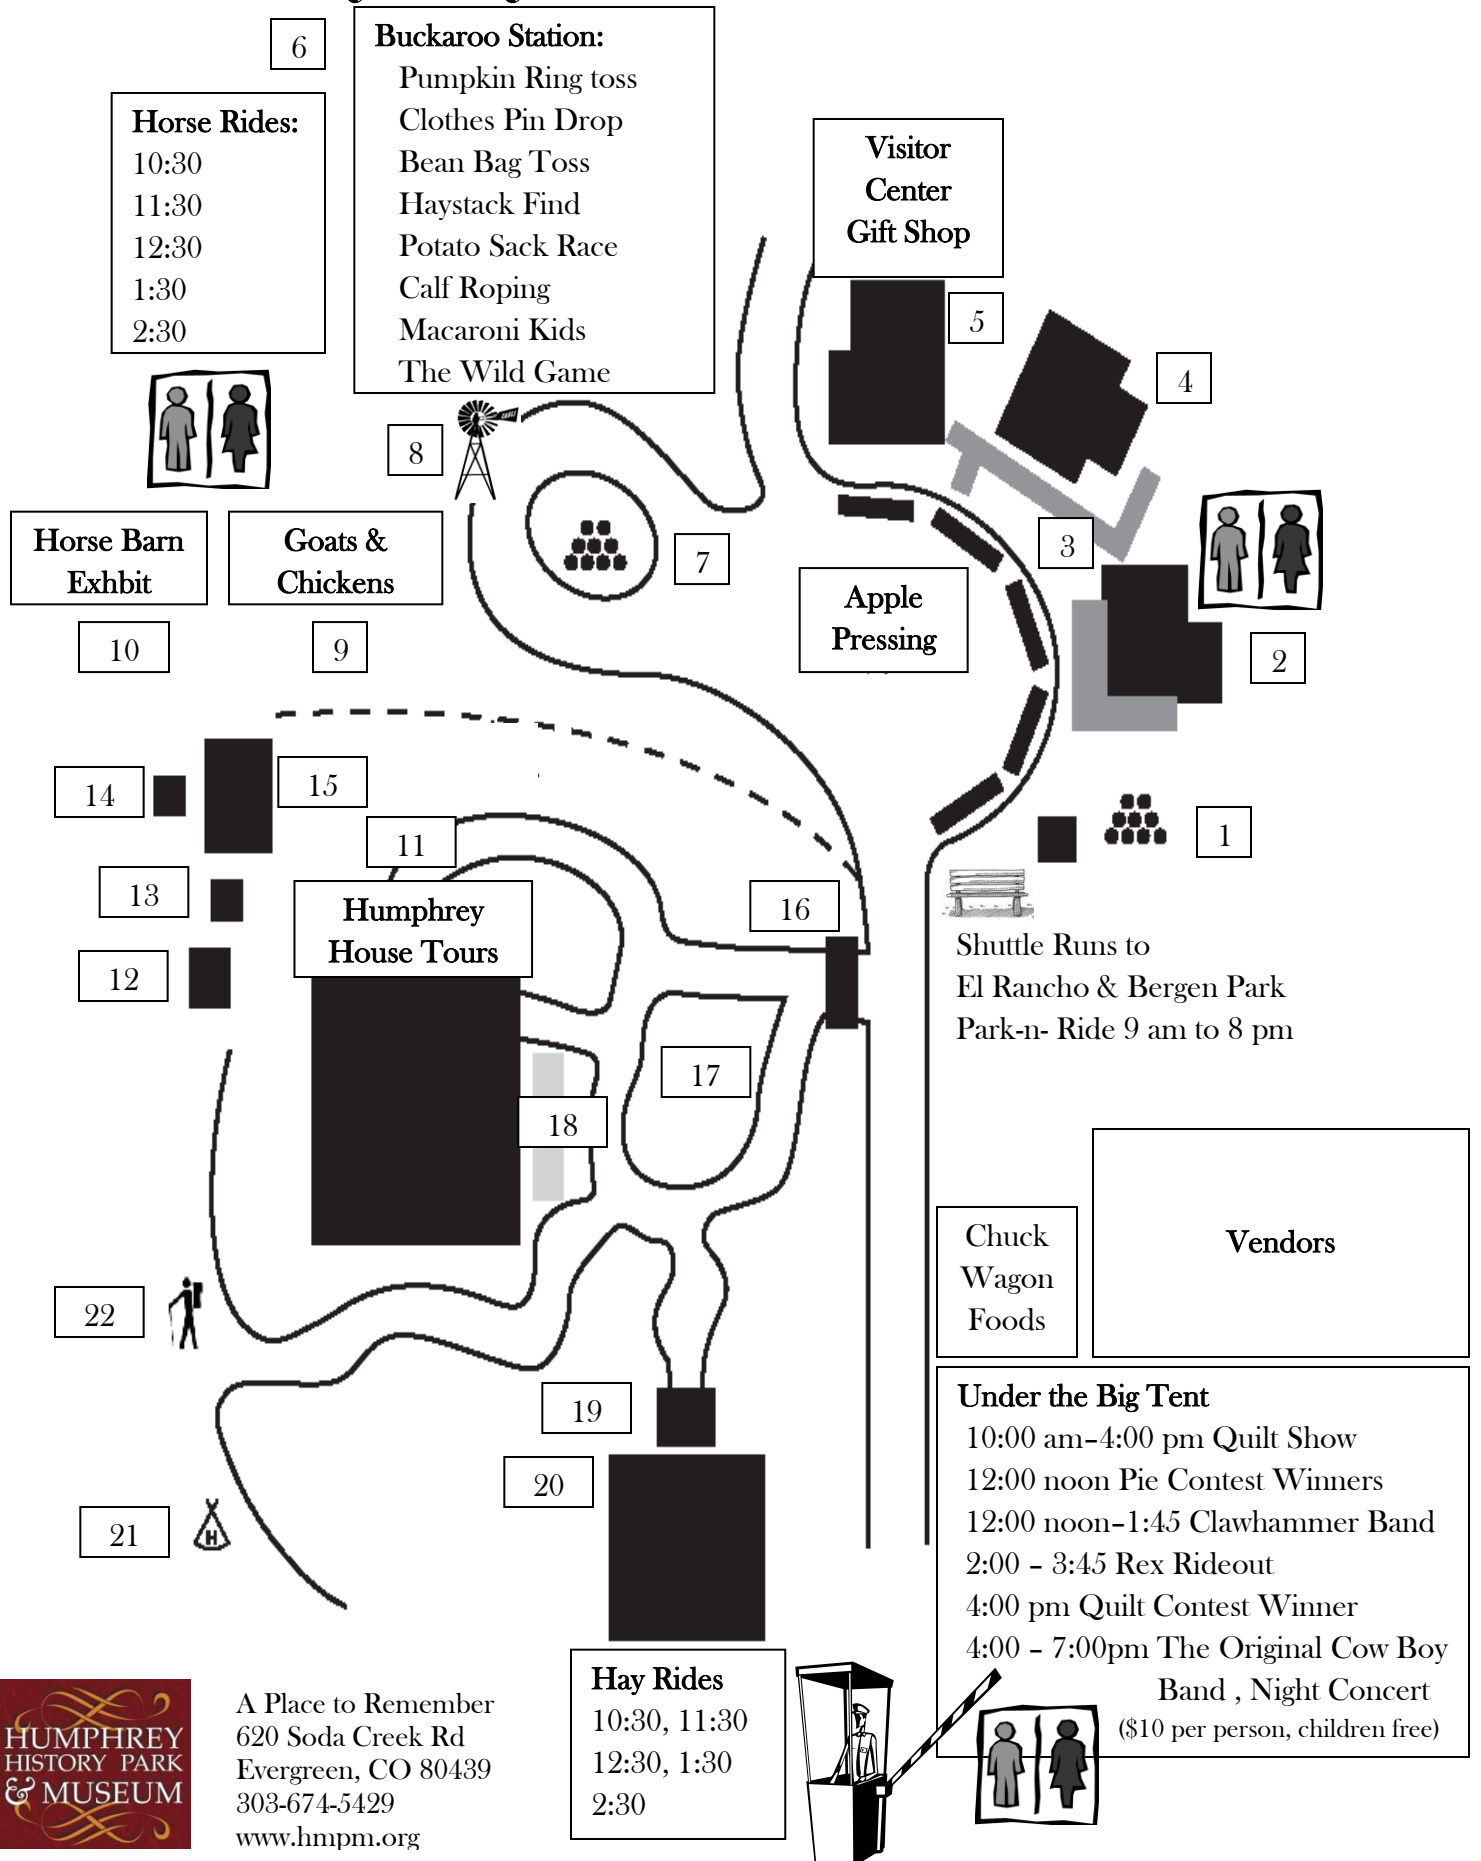 6
Buckaroo Station:
Pumpkin Ring toss
Clothes Pin Drop
Bean Bag Toss
Haystack Find
Potato Sack Race
Calf Roping
Macaroni Kids
The Wild Game
Horse Rides:
10:30
11:30
12:30
1:30
2:30
Visitor
Center
Gift Shop
5
4
8
7
3
Horse Barn
Exhbit
Goats &
Chickens
Apple
Pressing
10
9
2
14
15
11
1
13
Humphrey
House Tours
16
12
Shuttle Runs to
El Rancho & Bergen Park
Park-n- Ride 9 am to 8 pm
17
18
Chuck
Wagon
Foods
Vendors
22
19
20
21
H
Under the Big Tent
10:00 am–4:00 pm Quilt Show
12:00 noon Pie Contest Winners
12:00 noon–1:45 Clawhammer Band
2:00 – 3:45 Rex Rideout
4:00 pm Quilt Contest Winner
4:00 – 7:00pm The Original Cow Boy
Band , Night Concert
($10 per person, children free)
Hay Rides
10:30, 11:30
12:30, 1:30
2:30
HUMPHREY
HISTORY PARK
& MUSEUM
A Place to Remember
620 Soda Creek Rd
Evergreen, CO 80439
303-674-5429
www.hmpm.org